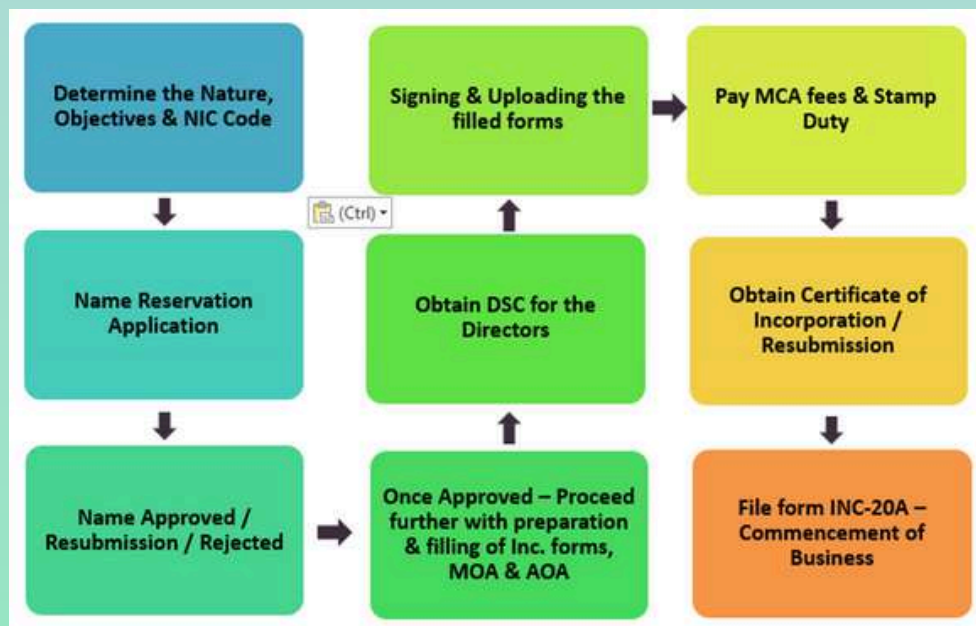 Determine the Nature,
Objectives & NIC Code
Name Reservation
Application
Name Approved /
Resubmission / Rejected
Once Approved – Proceed
further with preparation
& filling of Inc. forms,
MOA & AOA
Obtain DSC for the
Directors
Signing & Uploading the
filled forms
(Ctrl)
Pay MCA fees & Stamp
Duty
Obtain Certificate of
Incorporation /
Resubmission
File form INC-20A –
Commencement of
Business